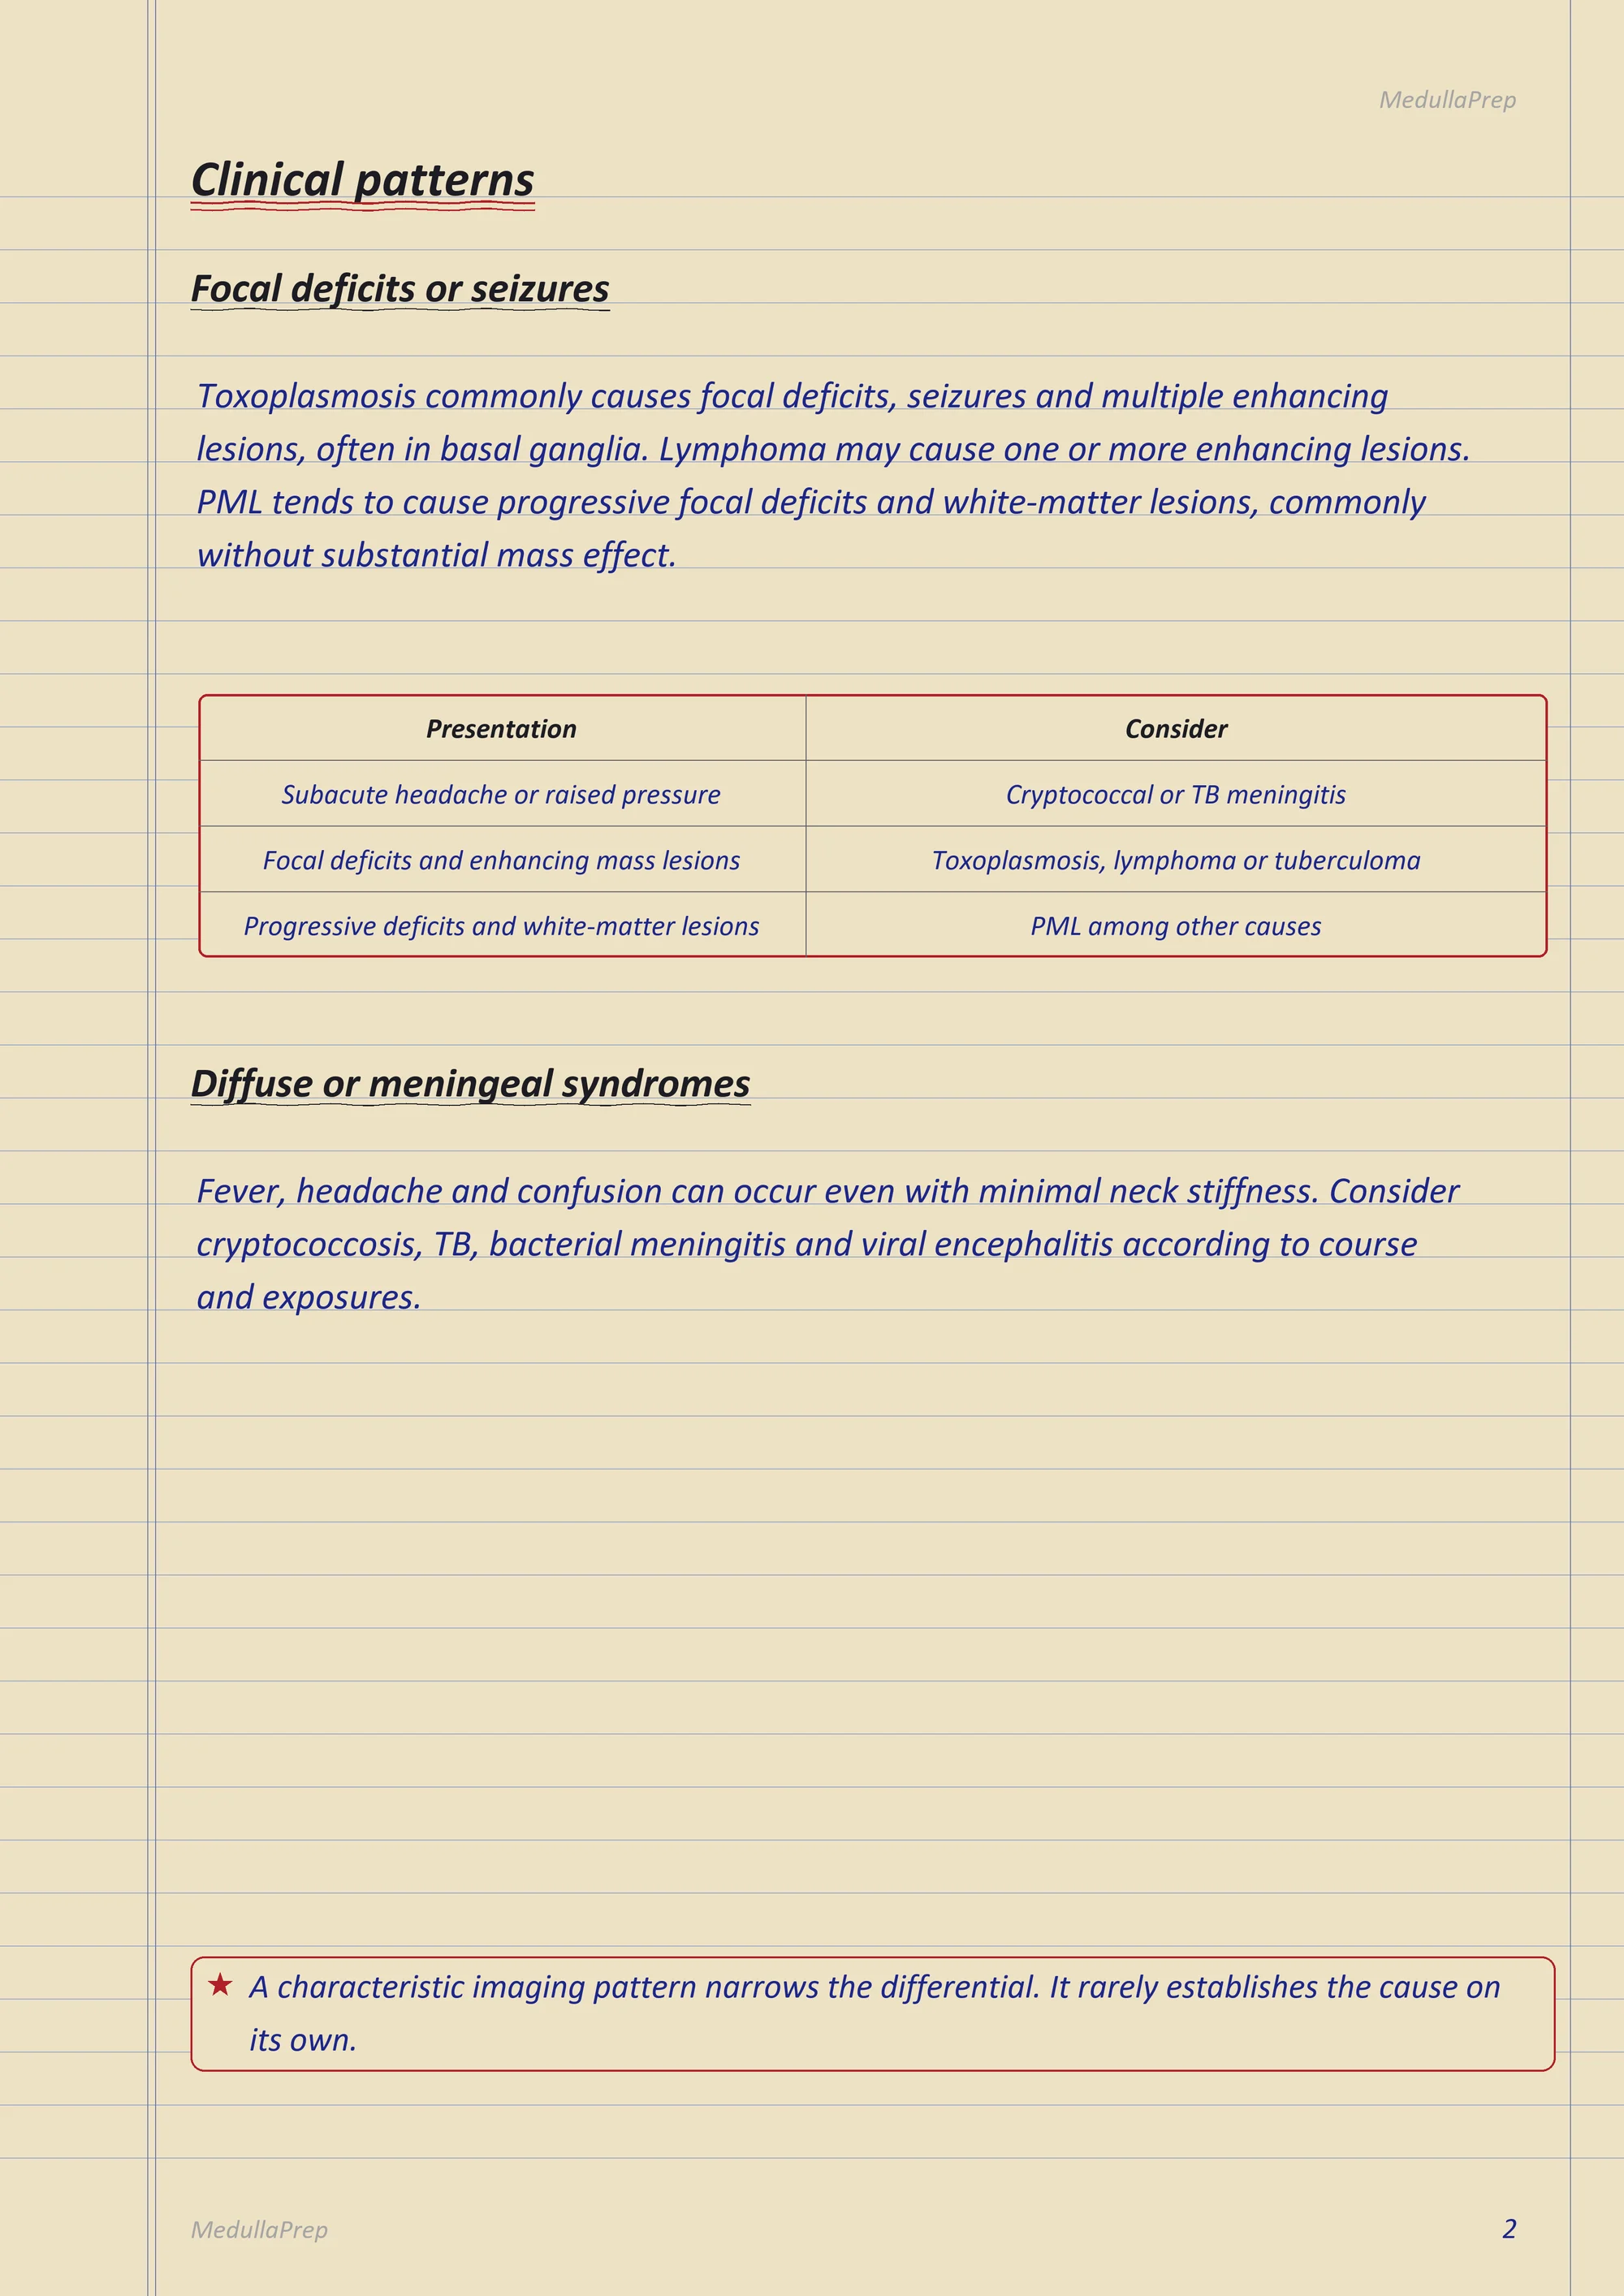 MedullaPrep
Clinical patterns
Focal deficits or seizures
Toxoplasmosis commonly causes focal deficits, seizures and multiple enhancing
lesions, often in basal ganglia. Lymphoma may cause one or more enhancing lesions.
PML tends to cause progressive focal deficits and white-matter lesions, commonly
without substantial mass effect.
Presentation Consider
Subacute headache or raised pressure Cryptococcal or TB meningitis
Focal deficits and enhancing mass lesions Toxoplasmosis, lymphoma or tuberculoma
Progressive deficits and white-matter lesions PML among other causes
Diffuse or meningeal syndromes
Fever, headache and confusion can occur even with minimal neck stiffness. Consider
cryptococcosis, TB, bacterial meningitis and viral encephalitis according to course
and exposures.
★ A characteristic imaging pattern narrows the differential. It rarely establishes the cause on
its own.
MedullaPrep 2